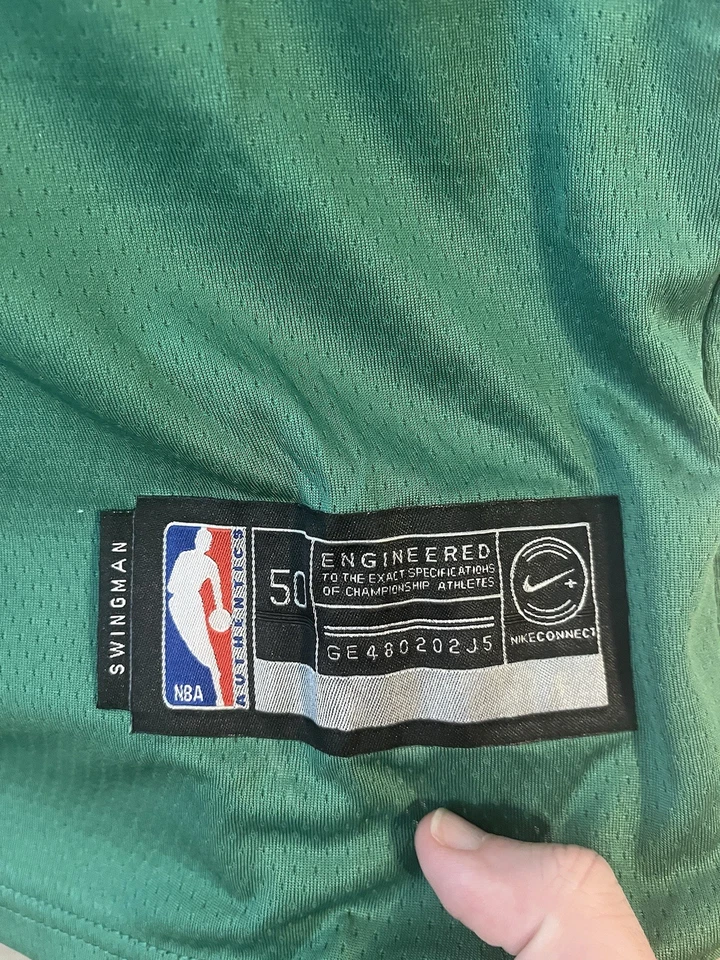 SWINGMAN
NBA
AUTHENTICS
50
ENGINEERED
TO THE EXACT SPECIFICATIONS
OF CHAMPIONSHIP ATHLETES
GE480202J5
NIKECONNECT